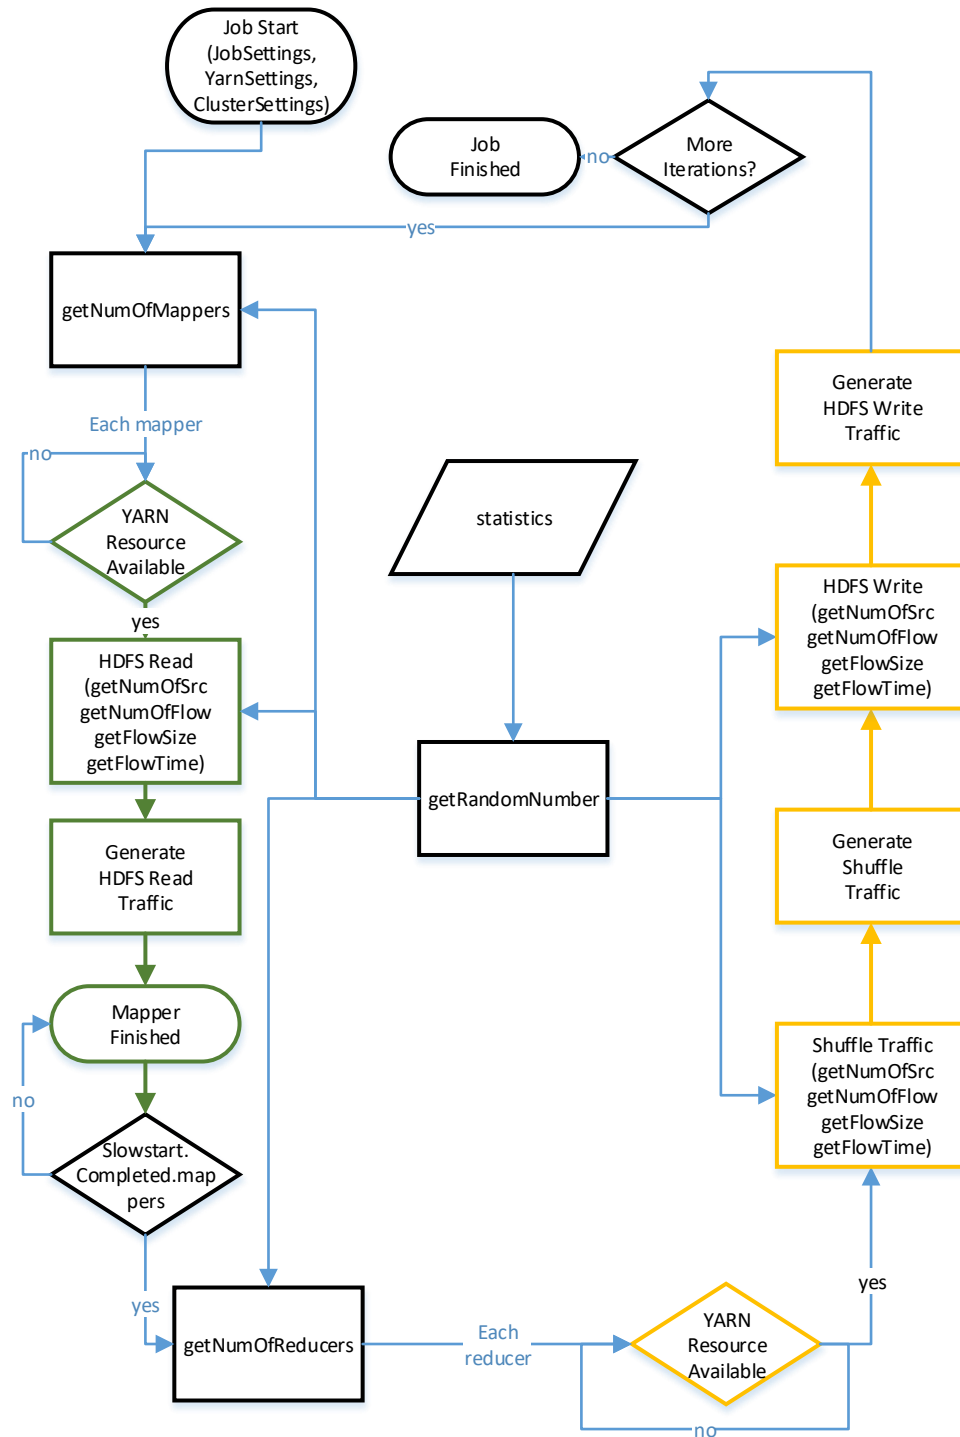 Job Start
(JobSettings,
YarnSettings,
ClusterSettings)
Job
Finished
no
More
Iterations?
yes
getNumOfMappers
Each mapper
no
YARN
Resource
Available
yes
HDFS Read
(getNumOfSrc
getNumOfFlow
getFlowSize
getFlowTime)
Generate
HDFS Read
Traffic
Mapper
Finished
no
Slowstart.
Completed.map
pers
yes
getNumOfReducers
statistics
getRandomNumber
Each
reducer
YARN
Resource
Available
no
yes
Shuffle Traffic
(getNumOfSrc
getNumOfFlow
getFlowSize
getFlowTime)
Generate
Shuffle
Traffic
HDFS Write
(getNumOfSrc
getNumOfFlow
getFlowSize
getFlowTime)
Generate
HDFS Write
Traffic